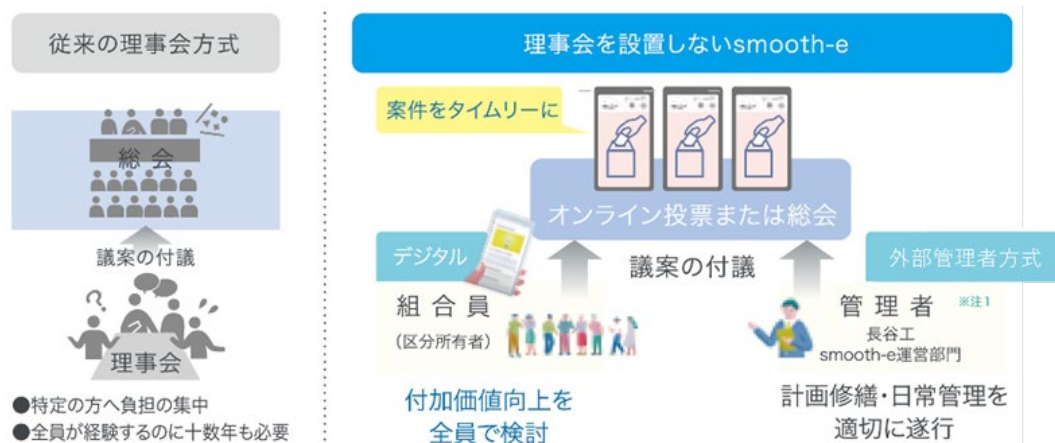 従来の理事会方式
総会
議案の付議
理事会
●特定の方へ負担の集中
●全員が経験するのに十数年も必要
理事会を設置しないsmooth-e
案件をタイムリーに
オンライン投票または総会
デジタル
議案の付議
外部管理者方式
組合員
(区分所有者)
管理者 ※注1
長谷工
smooth-e運営部門
付加価値向上を
全員で検討
計画修繕・日常管理を
適切に遂行